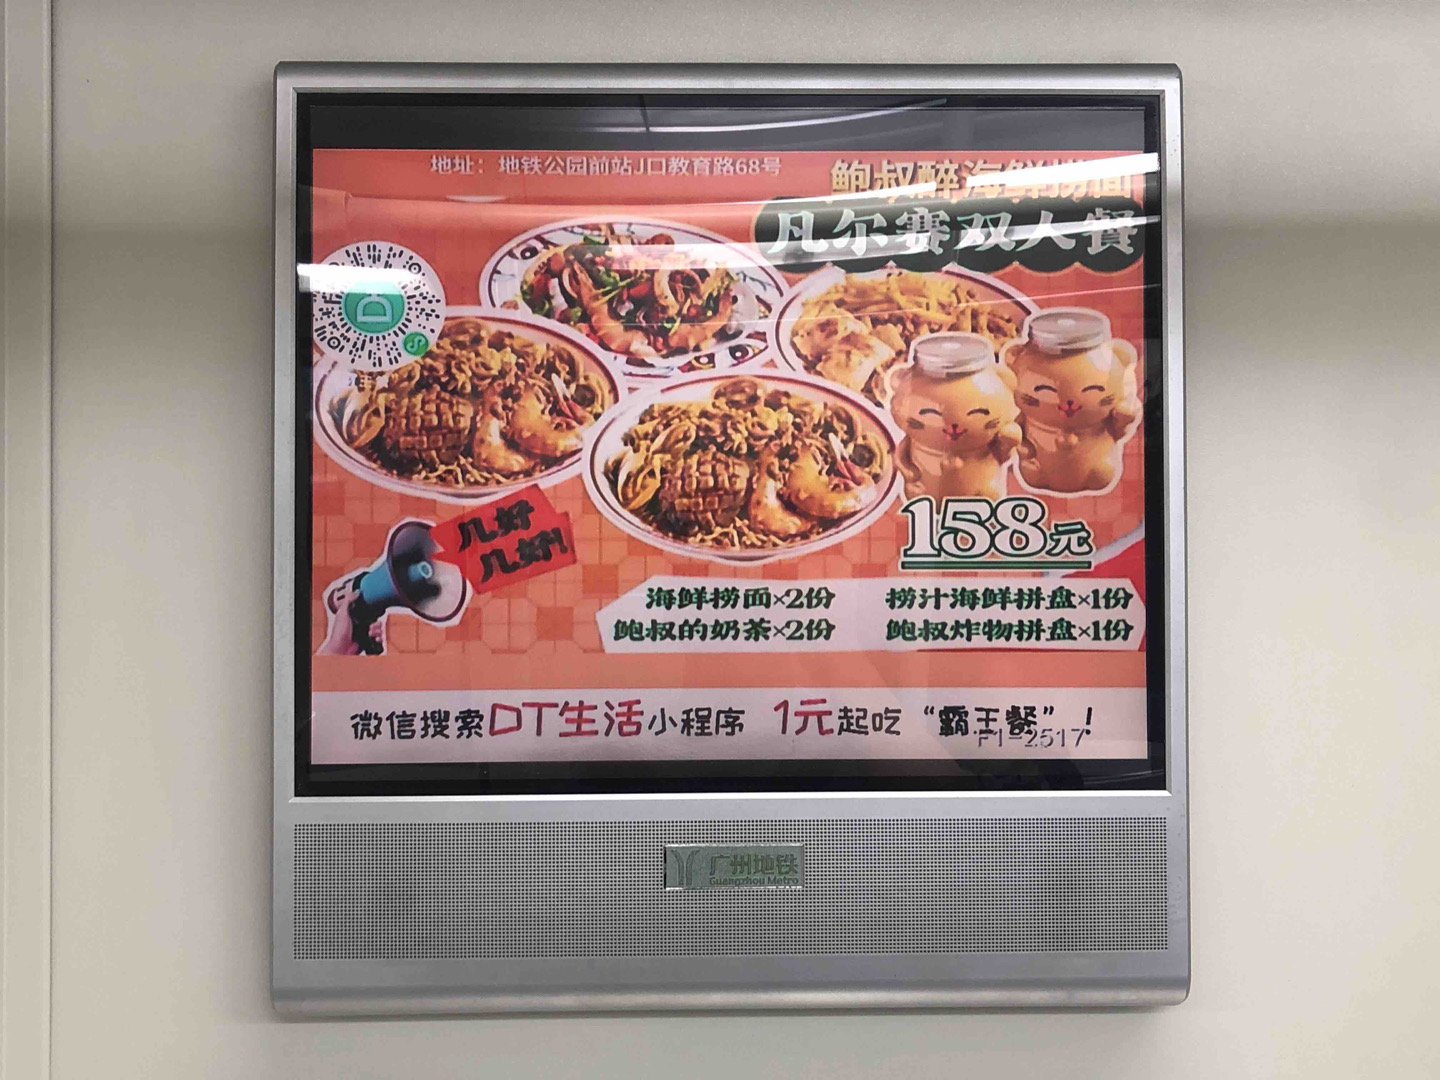 地址：地铁公园前站J口教育路68号
鲍叔醉海鲜捞面
凡尔赛双人餐
几好
几好!
158元
海鲜捞面×2份
捞汁海鲜拼盘×1份
鲍叔的奶茶×2份
鲍叔炸物拼盘×1份
微信搜索DT生活小程序 1元起吃“霸王餐”！
F1-2517
广州地铁
Guangzhou Metro